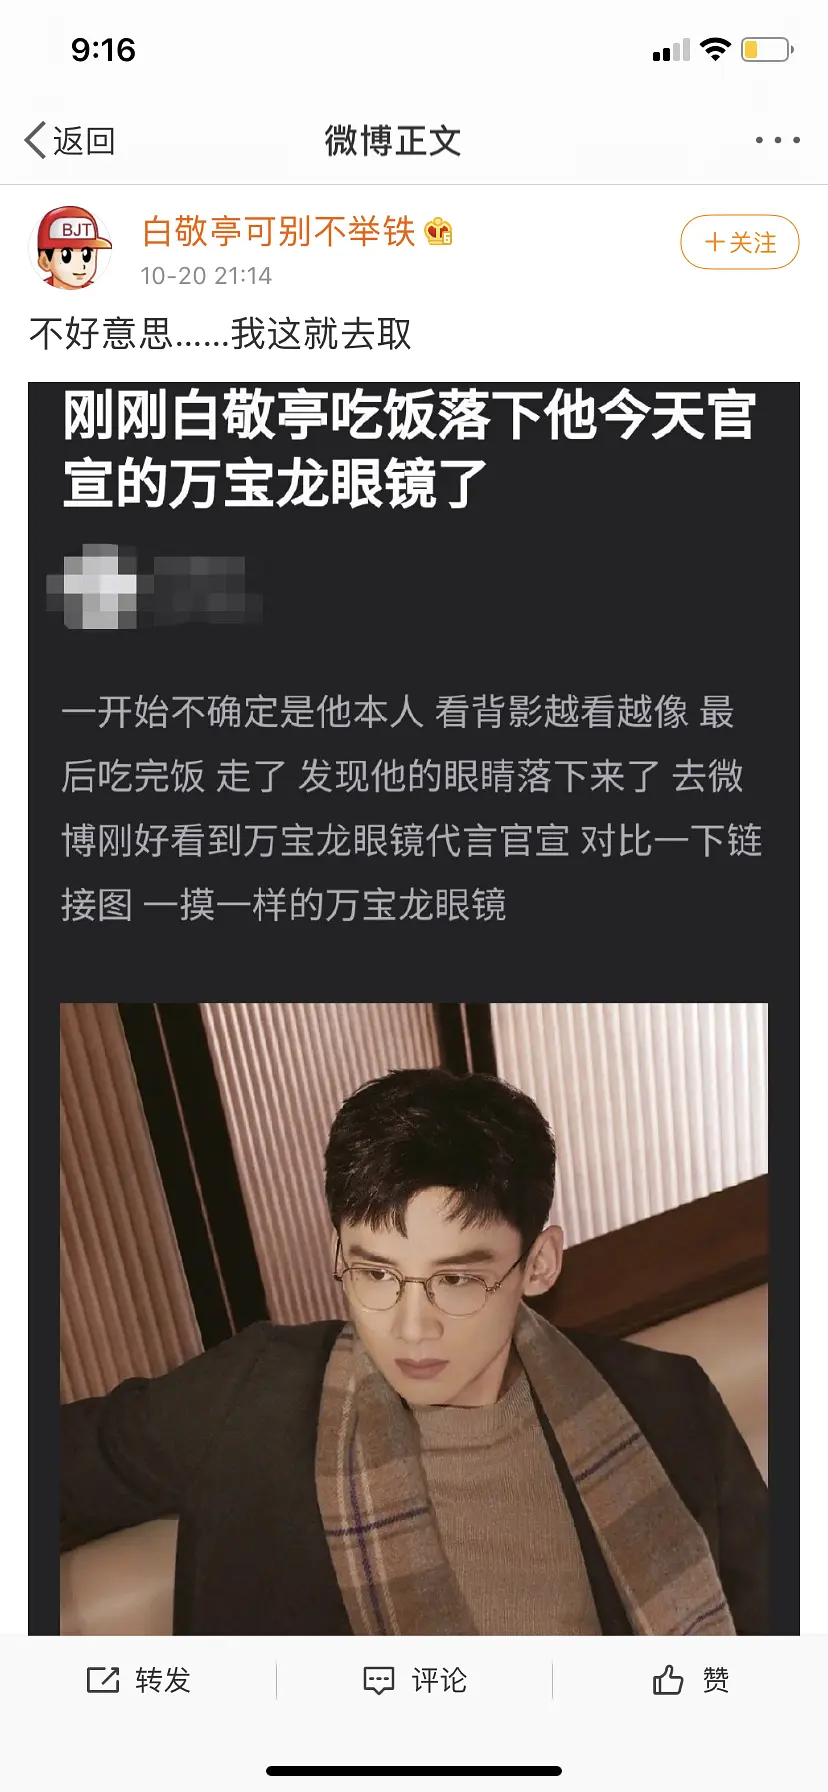 9:16
返回
微博正文
BJT
白敬亭可别不举铁
10-20 21:14
+关注
不好意思......我这就去取
刚刚白敬亭吃饭落下他今天官
宣的万宝龙眼镜了
一开始不确定是他本人 看背影越看越像 最
后吃完饭 走了 发现他的眼睛落下来了 去微
博刚好看到万宝龙眼镜代言官宣 对比一下链
接图 一摸一样的万宝龙眼镜
转发
评论
赞